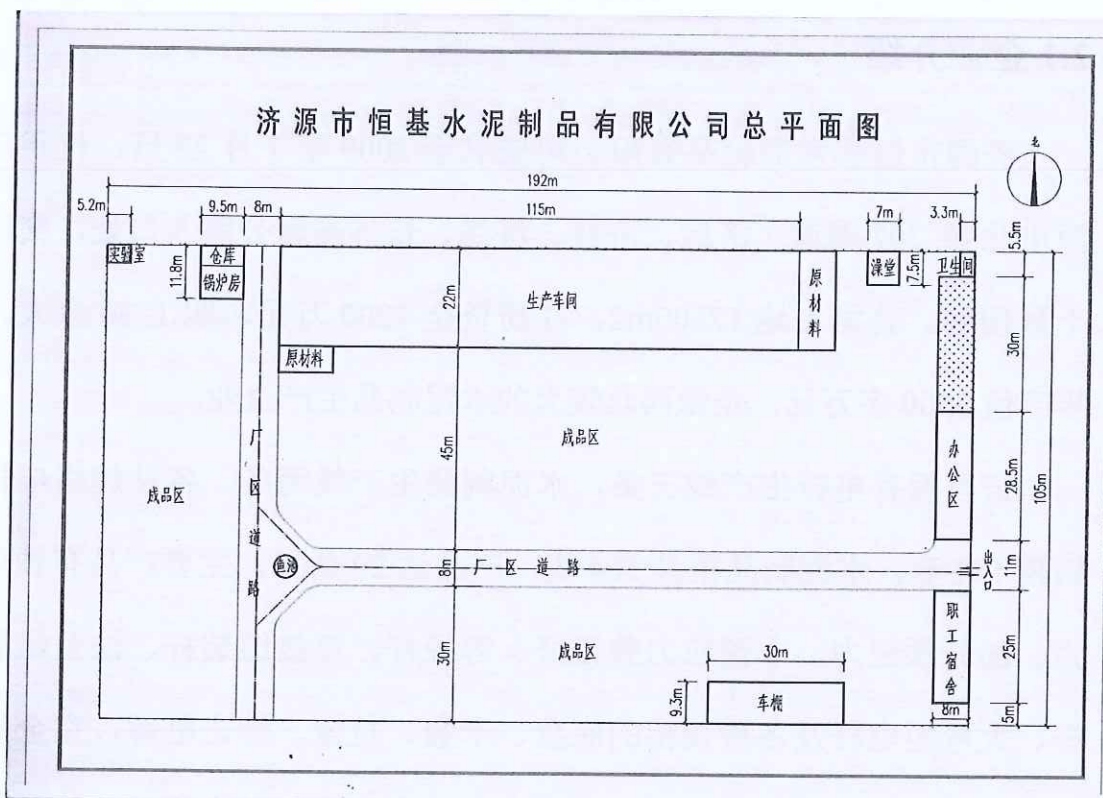 济源市恒基水泥制品有限公司总平面图
北
192m
5.2m
9.5m
8m
115m
7m
3.3m
5.5m
实验室
仓库
锅炉房
11.8m
22m
生产车间
原材料
澡堂
7.5m
卫生间
原材料
30m
厂区道路
成品区
45m
成品区
办公区
28.5m
105m
鱼池
8m
厂区道路
出入口
11m
30m
成品区
30m
9.3m
车棚
职工宿舍
25m
8m
5m